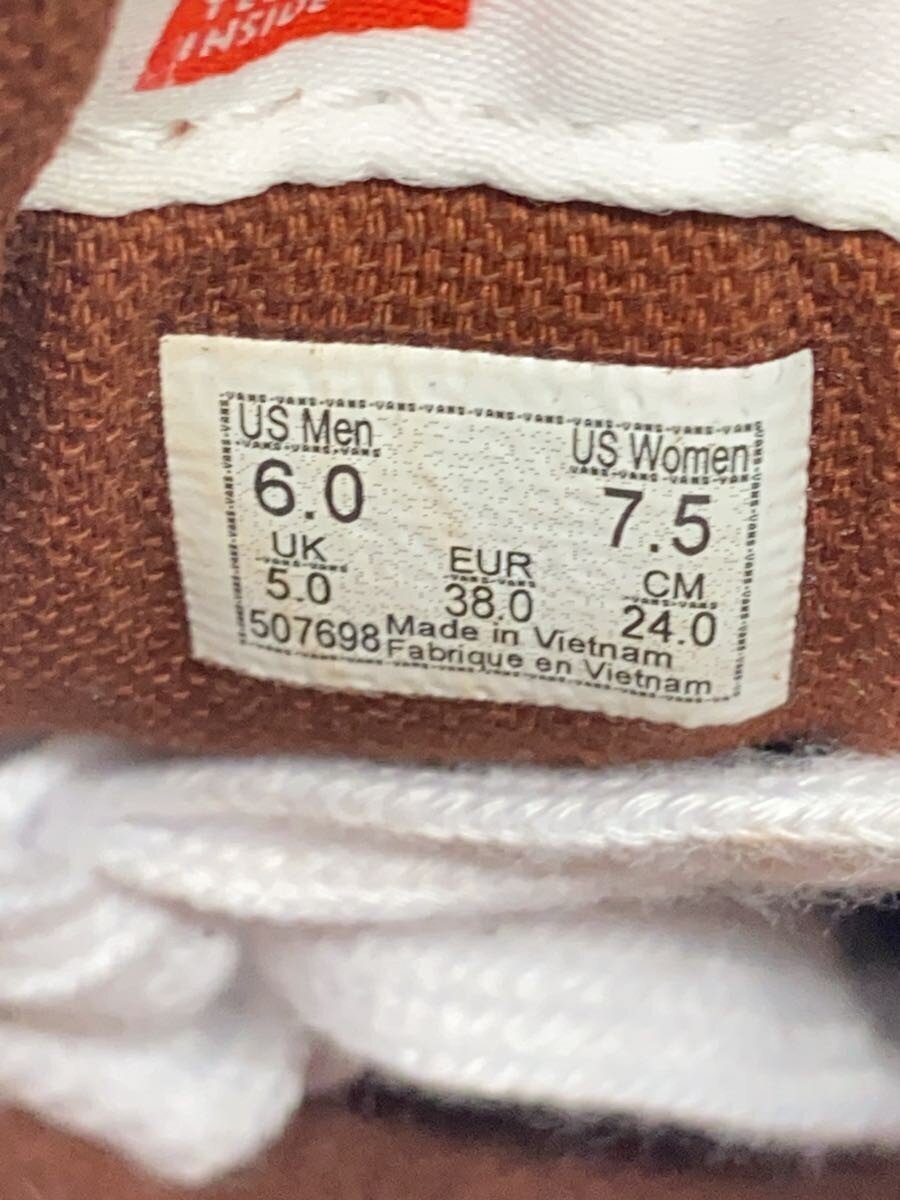 INSIDE
US Men
US Women
6.0
7.5
UK
EUR
CM
5.0
38.0
24.0
507698
Made in Vietnam
Fabrique en Vietnam